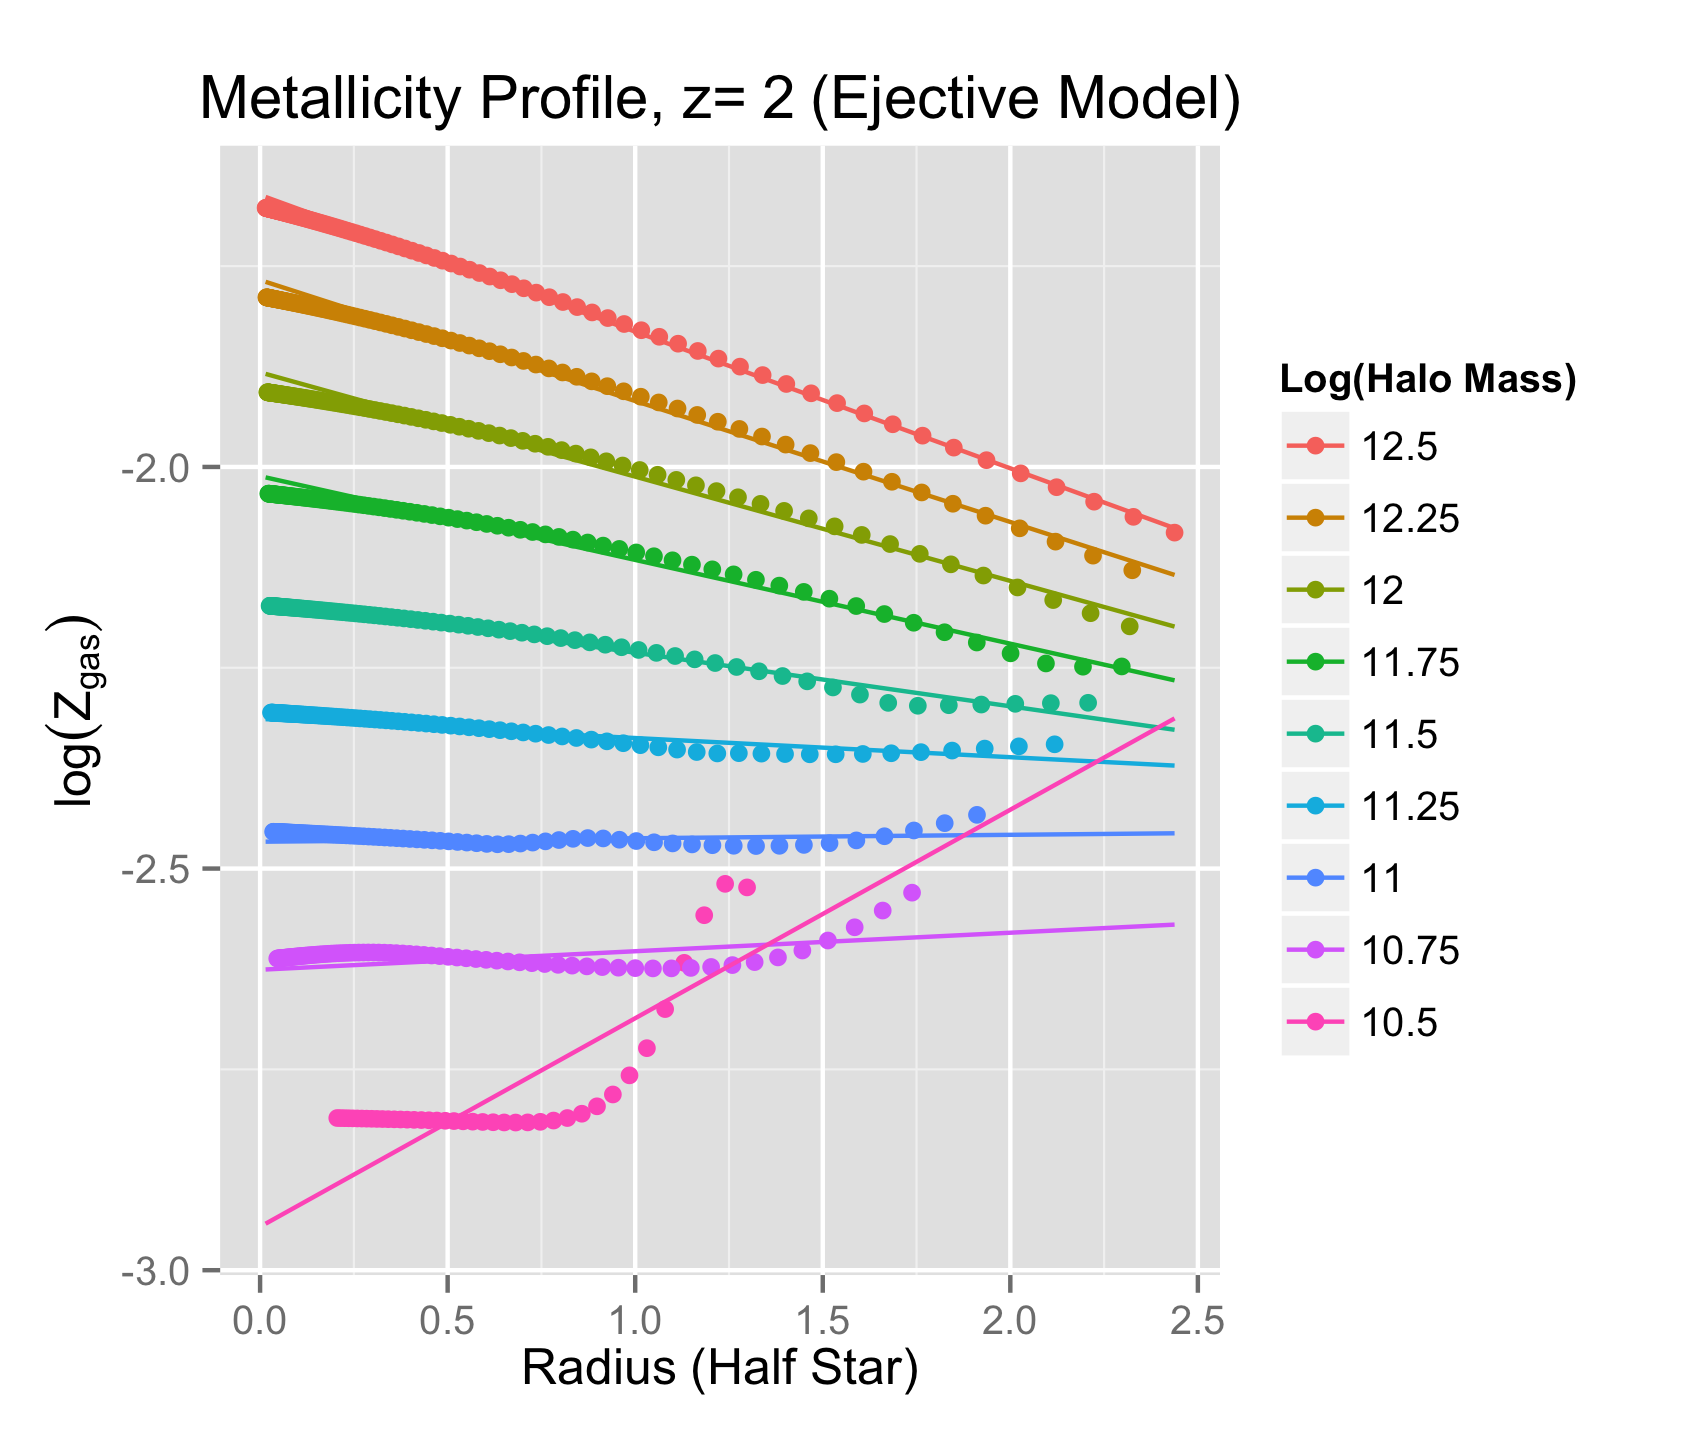 Metallicity Profile, z= 2 (Ejective Model)
log(Zgas)
-2.0
-2.5
-3.0
0.0 0.5 1.0 1.5 2.0 2.5
Radius (Half Star)
Log(Halo Mass)
12.5
12.25
12
11.75
11.5
11.25
11
10.75
10.5